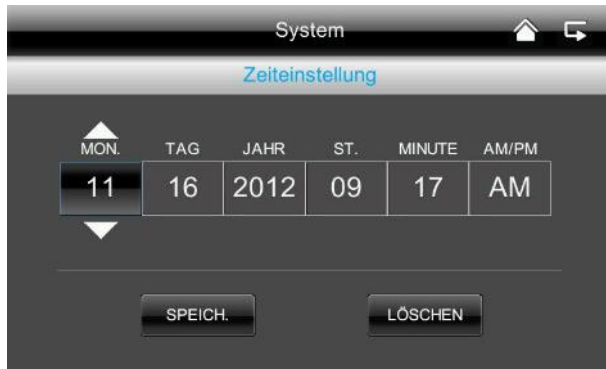 System
Zeiteinstellung
MON. TAG JAHR ST. MINUTE AM/PM
11 16 2012 09 17 AM
SPEICH. LÖSCHEN